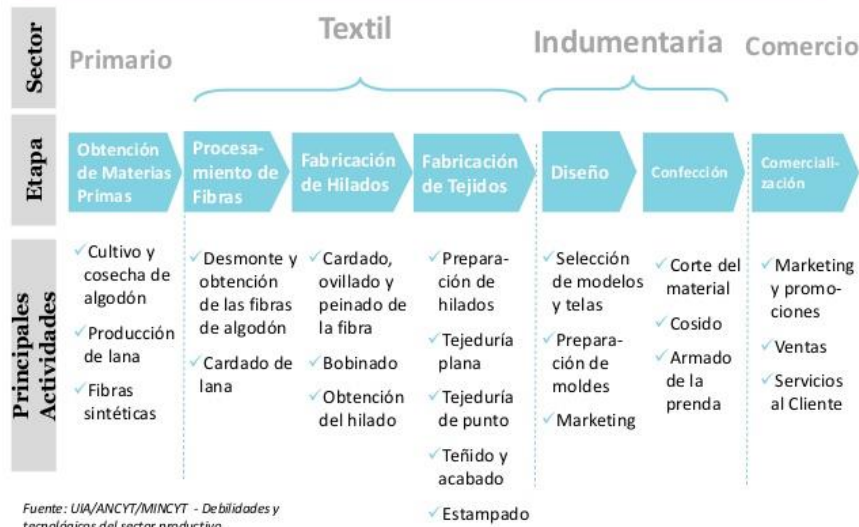 Sector
Primario
Textil
Indumentaria
Comercio
Etapa
Obtención
de Materias
Primas
Procesa-
miento de
Fibras
Fabricación
de Hilados
Fabricación
de Tejidos
Diseño
Confección
Comerciali-
zación
Principales
Actividades
✓Cultivo y
cosecha de
algodón
✓Producción
de lana
✓Fibras
sintéticas
✓Desmonte y
obtención
de las fibras
de algodón
✓Cardado de
lana
✓Cardado,
ovillado y
peinado de
la fibra
✓Bobinado
✓Obtención
del hilado
✓Prepara-
ción de
hilados
✓Tejeduría
plana
✓Tejeduría
de punto
✓Teñido y
acabado
✓Estampado
✓Selección
de modelos
y telas
✓Prepara-
ción de
moldes
✓Marketing
✓Corte del
material
✓Cosido
✓Armado
de la
prenda
✓Marketing
y promo-
ciones
✓Ventas
✓Servicios
al Cliente
Fuente: UIA/ANCYT/MINCYT - Debilidades y
tecnológicos del sector productivo